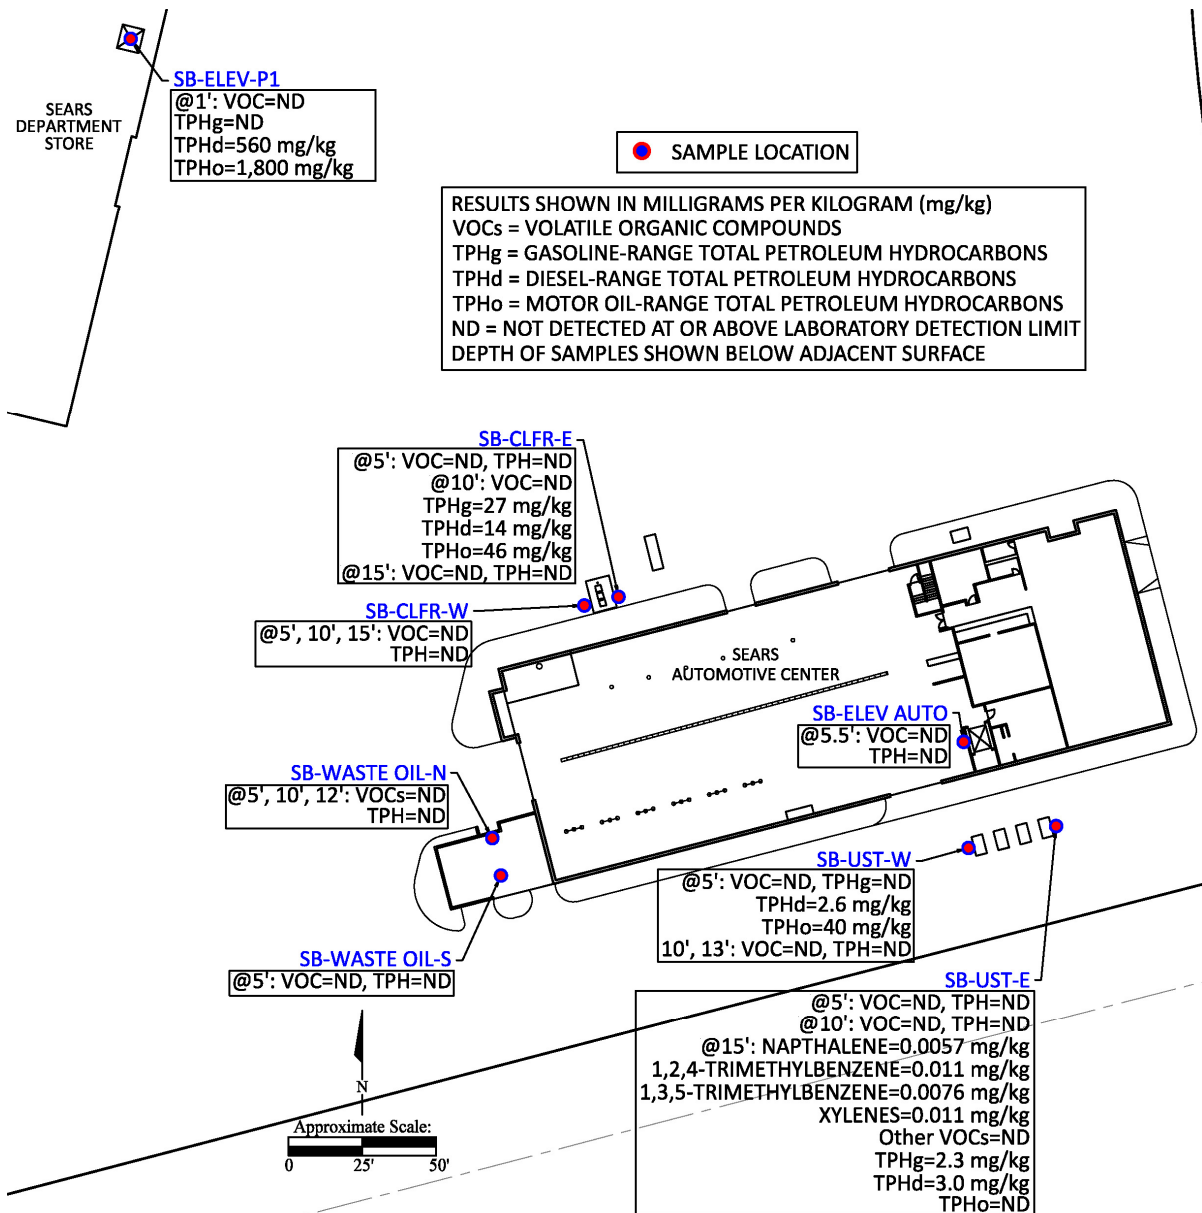 SB-ELEV-P1
@1': VOC=ND
TPHg=ND
TPHd=560 mg/kg
TPHo=1,800 mg/kg
SEARS
DEPARTMENT
STORE
SAMPLE LOCATION
RESULTS SHOWN IN MILLIGRAMS PER KILOGRAM (mg/kg)
VOCs = VOLATILE ORGANIC COMPOUNDS
TPHg = GASOLINE-RANGE TOTAL PETROLEUM HYDROCARBONS
TPHd = DIESEL-RANGE TOTAL PETROLEUM HYDROCARBONS
TPHo = MOTOR OIL-RANGE TOTAL PETROLEUM HYDROCARBONS
ND = NOT DETECTED AT OR ABOVE LABORATORY DETECTION LIMIT
DEPTH OF SAMPLES SHOWN BELOW ADJACENT SURFACE
SB-CLFR-E
@5': VOC=ND, TPH=ND
@10': VOC=ND
TPHg=27 mg/kg
TPHd=14 mg/kg
TPHo=46 mg/kg
@15': VOC=ND, TPH=ND
SB-CLFR-W
@5', 10', 15': VOC=ND
TPH=ND
SEARS
AUTOMOTIVE CENTER
SB-ELEV AUTO
@5.5': VOC=ND
TPH=ND
SB-WASTE OIL-N
@5', 10', 12': VOCs=ND
TPH=ND
SB-UST-W
@5': VOC=ND, TPHg=ND
TPHd=2.6 mg/kg
TPHo=40 mg/kg
10', 13': VOC=ND, TPH=ND
SB-WASTE OIL-S
@5': VOC=ND, TPH=ND
SB-UST-E
@5': VOC=ND, TPH=ND
@10': VOC=ND, TPH=ND
@15': NAPTHALENE=0.0057 mg/kg
1,2,4-TRIMETHYLBENZENE=0.011 mg/kg
1,3,5-TRIMETHYLBENZENE=0.0076 mg/kg
XYLENES=0.011 mg/kg
Other VOCs=ND
TPHg=2.3 mg/kg
TPHd=3.0 mg/kg
TPHo=ND
N
Approximate Scale:
0 25' 50'